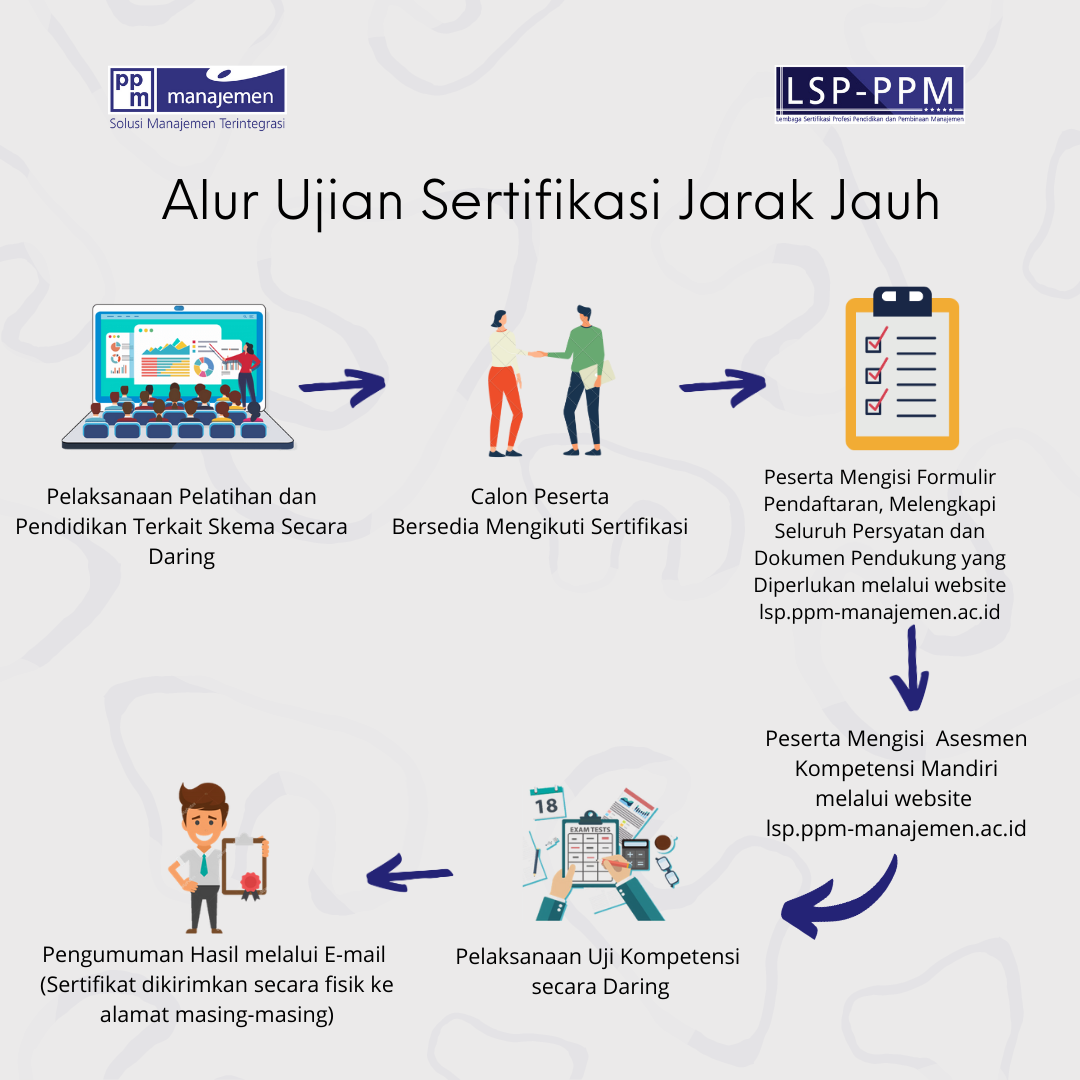 ppm manajemen
Solusi Manajemen Terintegrasi
LSP-PPM
Lembaga Sertifikasi Profesi Pendidikan dan Pembinaan Manajemen
Alur Ujian Sertifikasi Jarak Jauh
Pelaksanaan Pelatihan dan
Pendidikan Terkait Skema Secara
Daring
Calon Peserta
Bersedia Mengikuti Sertifikasi
Peserta Mengisi Formulir
Pendaftaran, Melengkapi
Seluruh Persyatan dan
Dokumen Pendukung yang
Diperlukan melalui website
lsp.ppm-manajemen.ac.id
Peserta Mengisi  Asesmen
Kompetensi Mandiri
melalui website
lsp.ppm-manajemen.ac.id
18
EXAM TESTS
Pelaksanaan Uji Kompetensi
secara Daring
Pengumuman Hasil melalui E-mail
(Sertifikat dikirimkan secara fisik ke
alamat masing-masing)